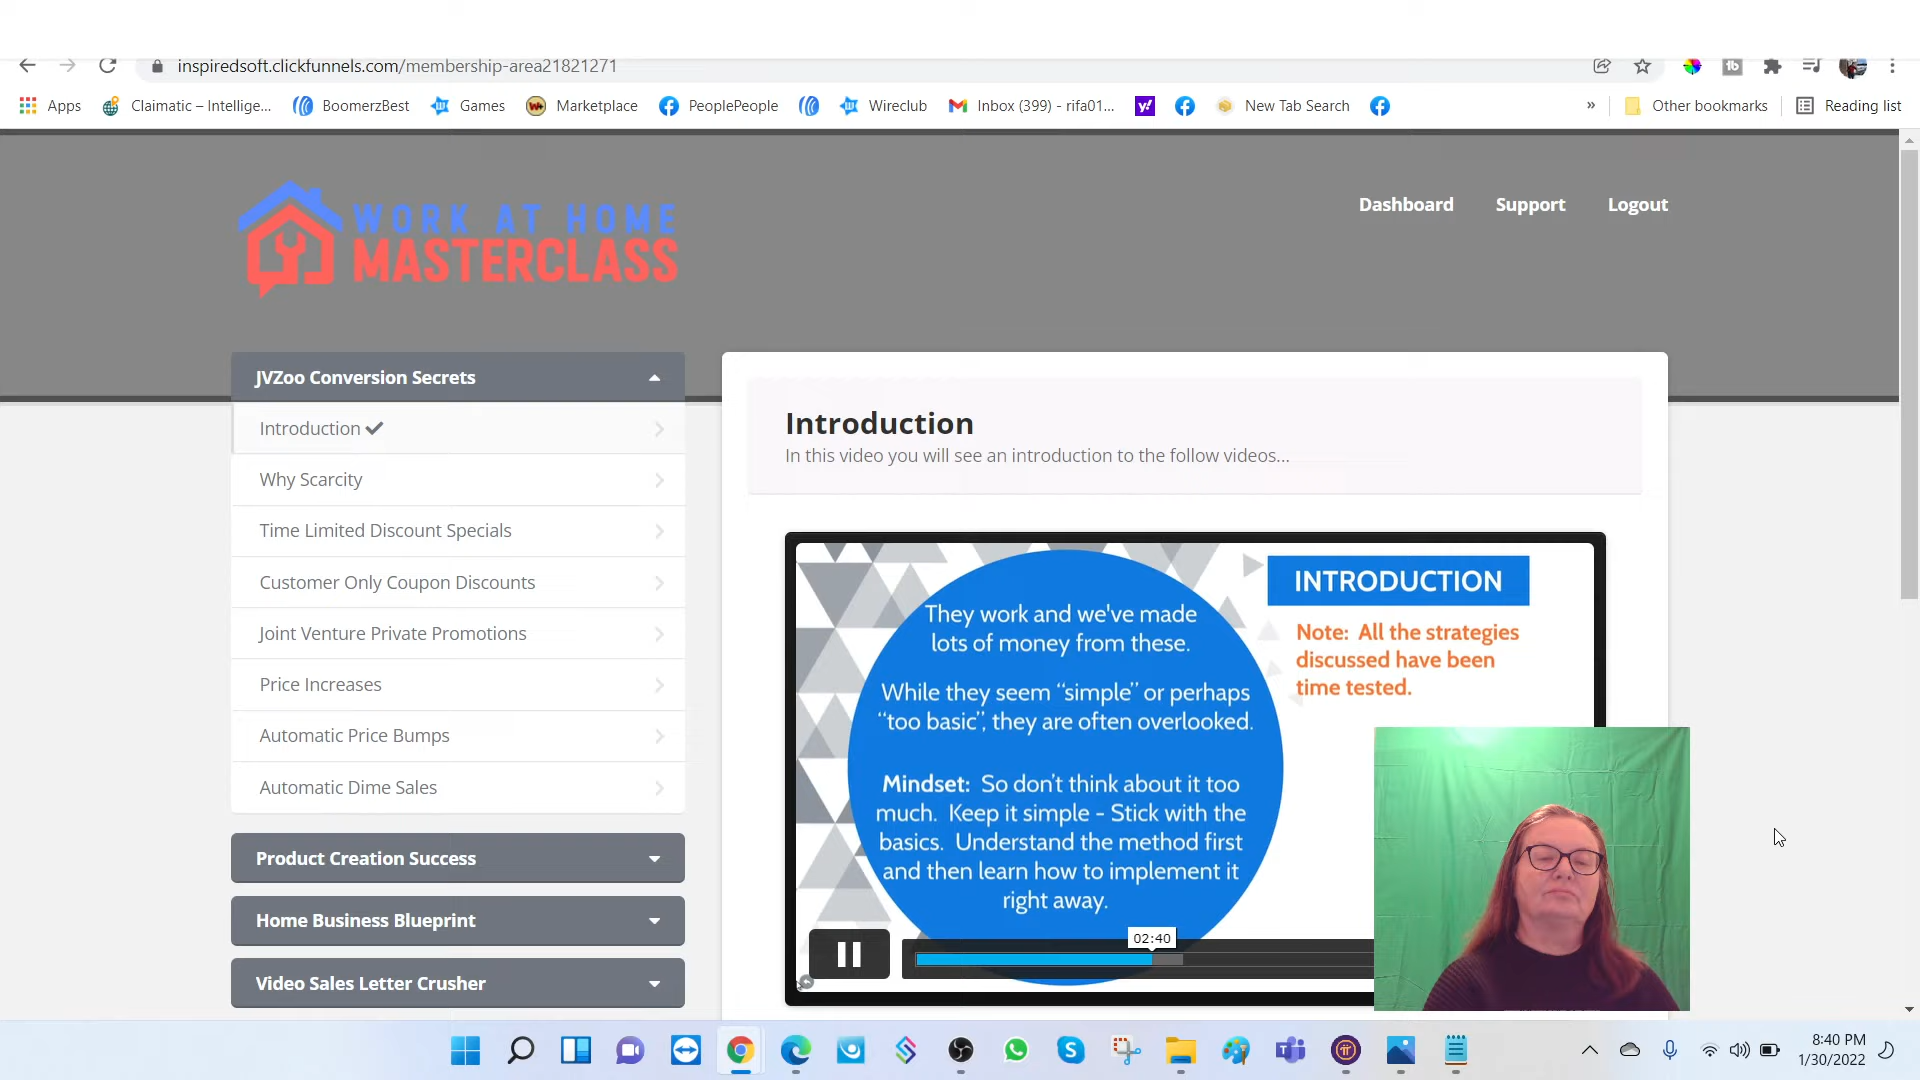 inspiredsoft.clickfunnels.com/membership-area21821271
Apps
Claimatic – Intellige...
BoomerzBest
Games
Marketplace
PeoplePeople
Wireclub
Inbox (399) - rifa01...
New Tab Search
»
Other bookmarks
Reading list
WORK AT HOME
MASTERCLASS
Dashboard
Support
Logout
JVZoo Conversion Secrets
Introduction
Why Scarcity
Time Limited Discount Specials
Customer Only Coupon Discounts
Joint Venture Private Promotions
Price Increases
Automatic Price Bumps
Automatic Dime Sales
Product Creation Success
Home Business Blueprint
Video Sales Letter Crusher
Introduction
In this video you will see an introduction to the follow videos...
They work and we've made
lots of money from these.
While they seem “simple” or perhaps
“too basic”, they are often overlooked.
Mindset: So don't think about it too
much. Keep it simple - Stick with the
basics. Understand the method first
and then learn how to implement it
right away.
INTRODUCTION
Note: All the strategies
discussed have been
time tested.
02:40
8:40 PM
1/30/2022